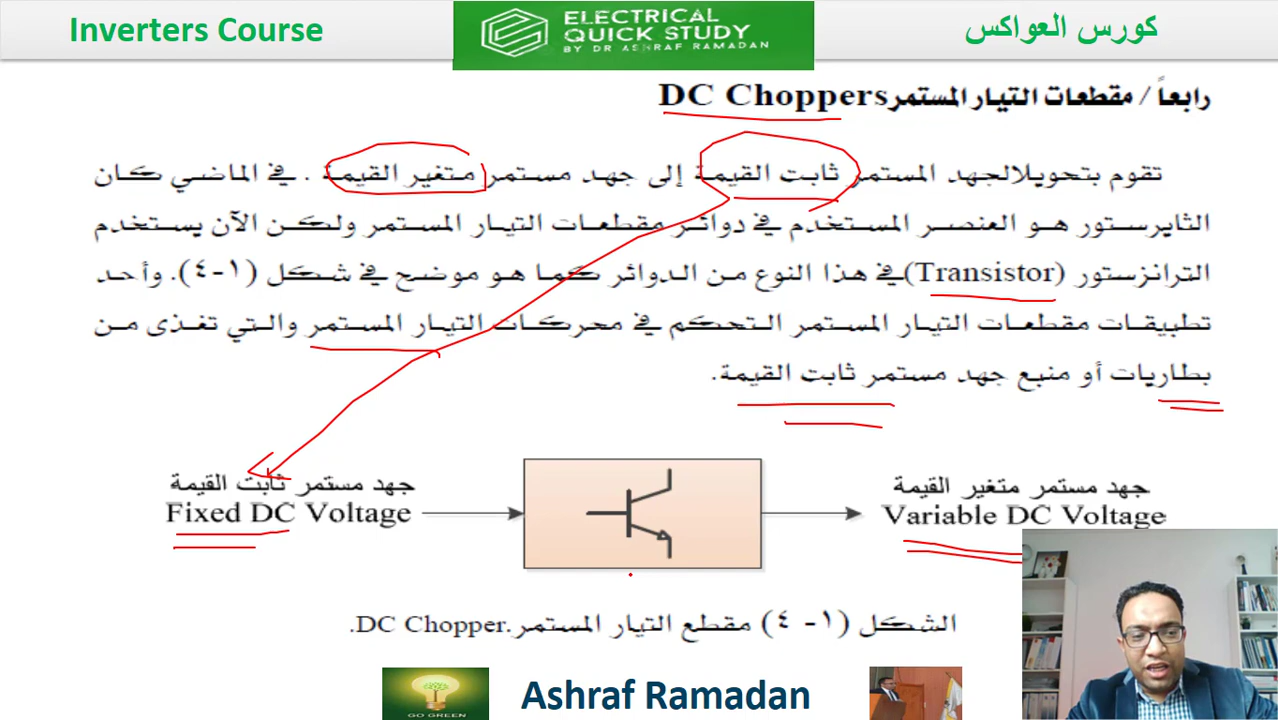 Inverters Course
ELECTRICAL
QUICK STUDY
BY DR ASHRAF RAMADAN
كورس العواكس
رابعاً / مقطعات التيار المستمر DC Choppers
تقوم بتحويلالجهد المستمر ثابت القيمة إلى جهد مستمر متغير القيمة . في الماضي كان
الثايرستور هو العنصر المستخدم في دوائر مقطعات التيار المستمر ولكن الآن يستخدم
الترانزستور (Transistor)في هذا النوع من الدوائر كما هو موضح في شكل (١-٤). وأحد
تطبيقات مقطعات التيار المستمر التحكم في محركات التيار المستمر والتي تغذى من
بطاريات أو منبع جهد مستمر ثابت القيمة.
جهد مستمر ثابت القيمة
Fixed DC Voltage
جهد مستمر متغير القيمة
Variable DC Voltage
الشكل (١- ٤) مقطع التيار المستمر.DC Chopper.
GO GREEN
Ashraf Ramadan